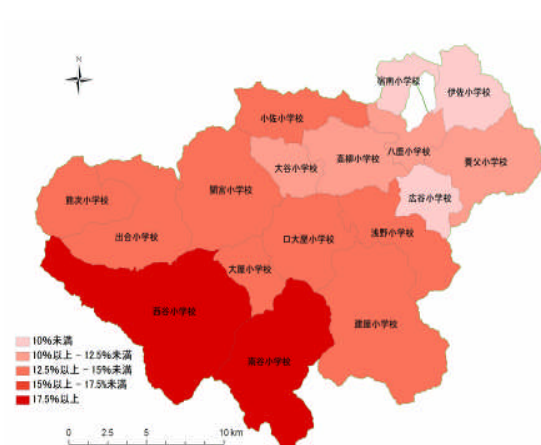 N
宿南小学校
伊佐小学校
小佐小学校
八鹿小学校
高柳小学校
養父小学校
大谷小学校
広谷小学校
関宮小学校
熊次小学校
浅野小学校
口大屋小学校
出合小学校
大屋小学校
西谷小学校
建屋小学校
南谷小学校
10%未満
10%以上 - 12.5%未満
12.5%以上 - 15%未満
15%以上 - 17.5%未満
17.5%以上
0 2.5 5 10 km